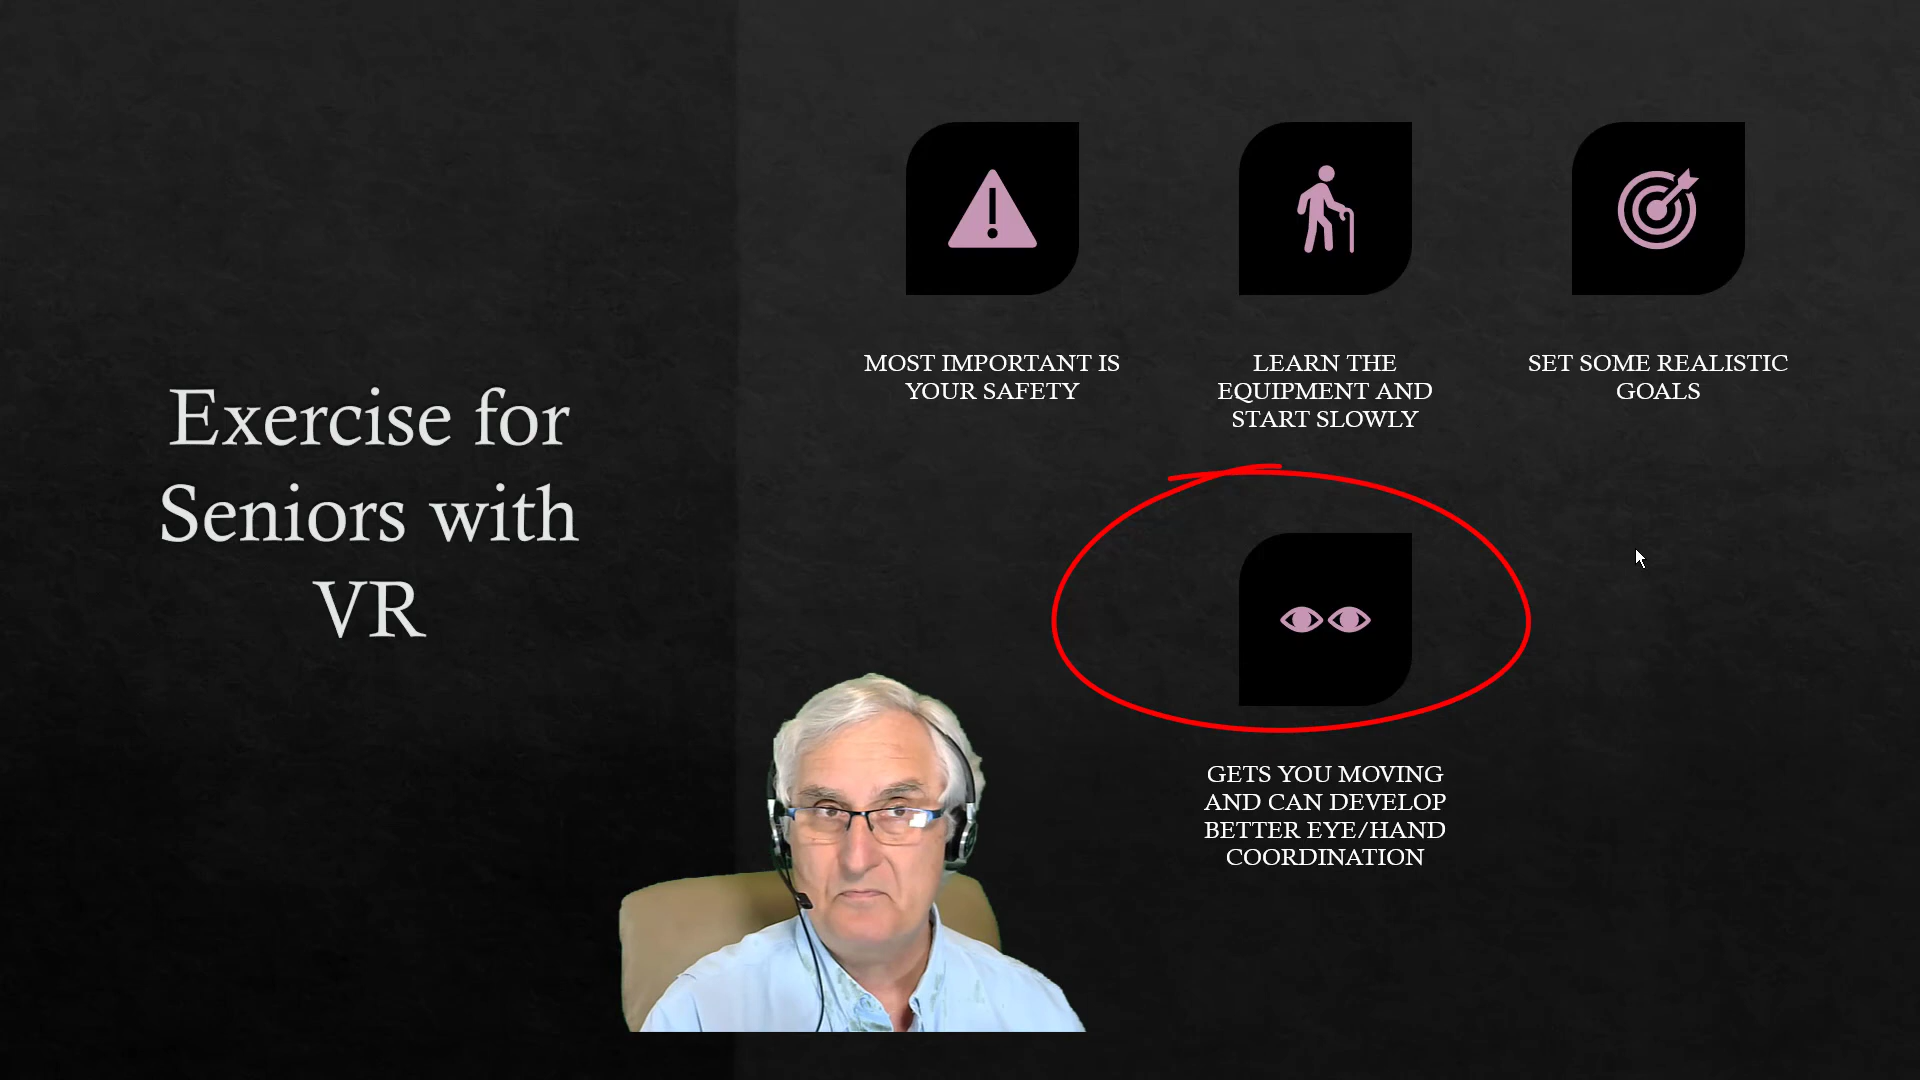 Exercise for
Seniors with
VR
MOST IMPORTANT IS
YOUR SAFETY
LEARN THE
EQUIPMENT AND
START SLOWLY
SET SOME REALISTIC
GOALS
GETS YOU MOVING
AND CAN DEVELOP
BETTER EYE/HAND
COORDINATION